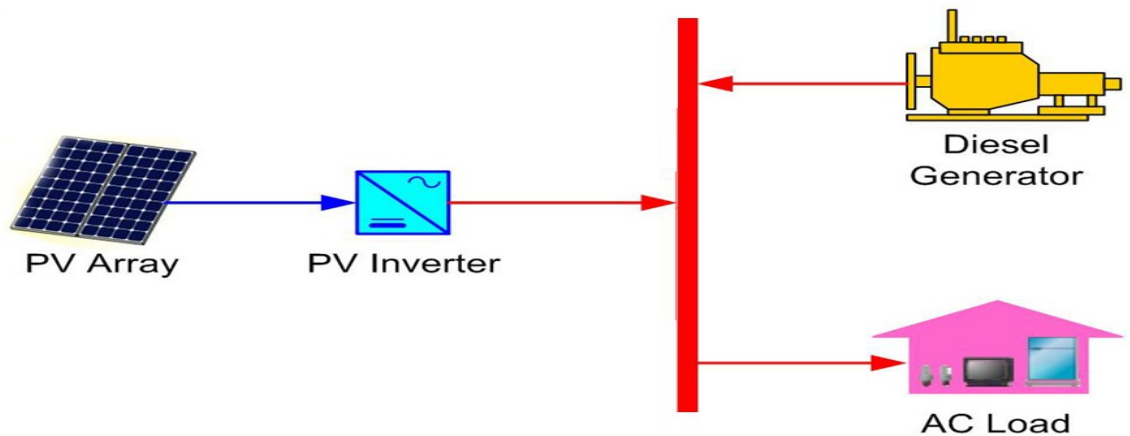 Diesel
Generator
PV Array
PV Inverter
AC Load